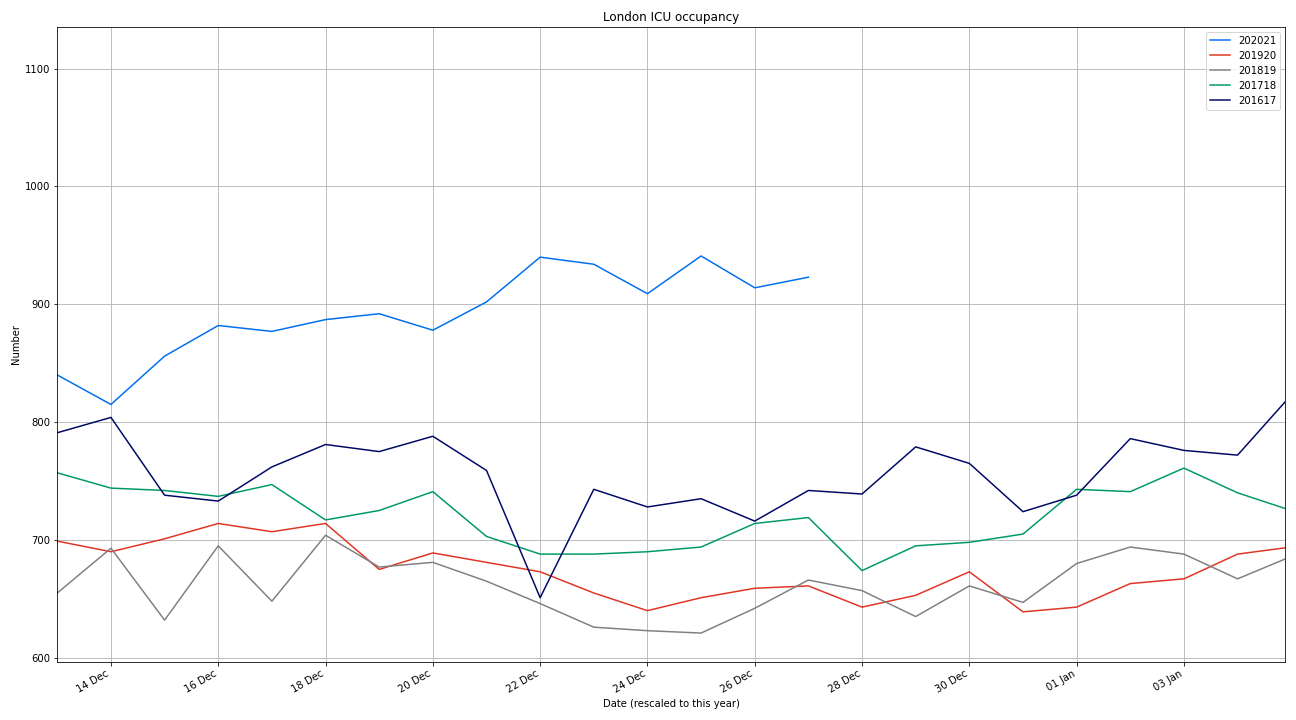 London ICU occupancy
202021
201920
201819
201718
201617
1100
1000
900
800
700
600
Number
14 Dec
16 Dec
18 Dec
20 Dec
22 Dec
24 Dec
26 Dec
28 Dec
30 Dec
01 Jan
03 Jan
Date (rescaled to this year)